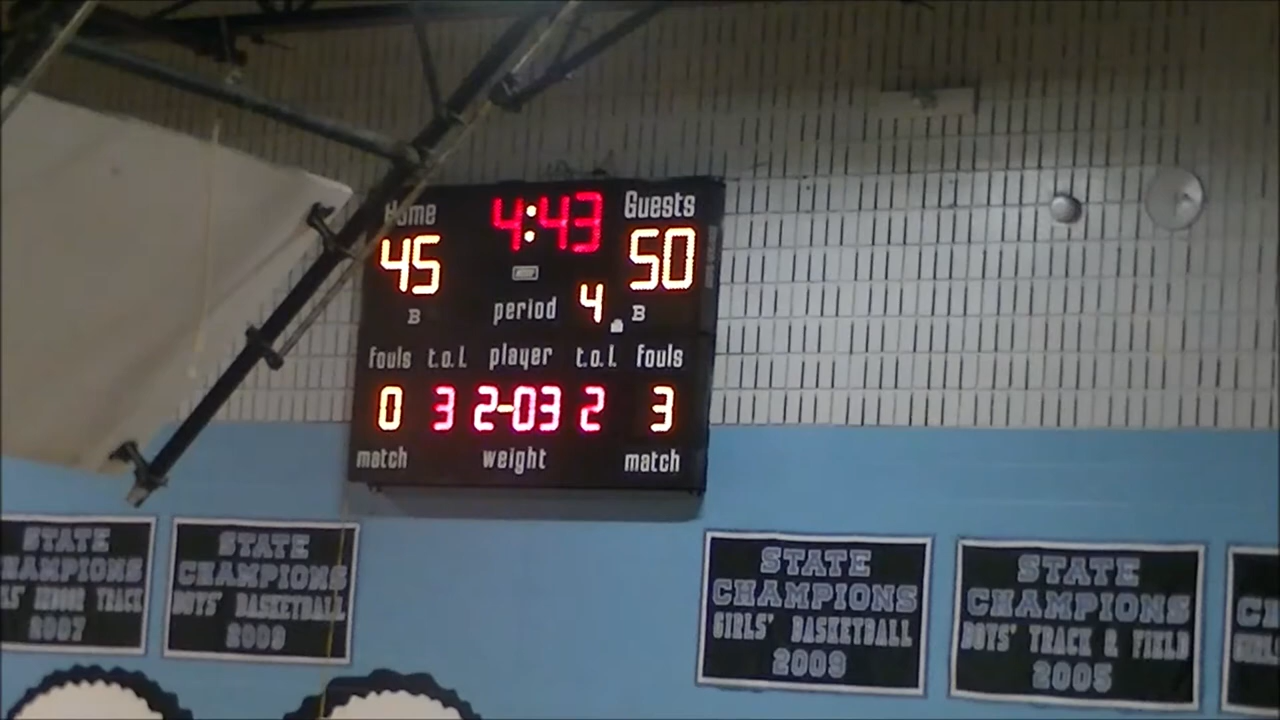 Home 4:43 Guests
45 50
period 4
B B
fouls t.o.l. player t.o.l. fouls
0 3 2-03 2 3
match weight match
STATE
CHAMPIONS
TRACK
2007
STATE
CHAMPIONS
BOYS' BASKETBALL
2009
STATE
CHAMPIONS
GIRLS' BASKETBALL
2009
STATE
CHAMPIONS
BOYS' TRACK & FIELD
2005